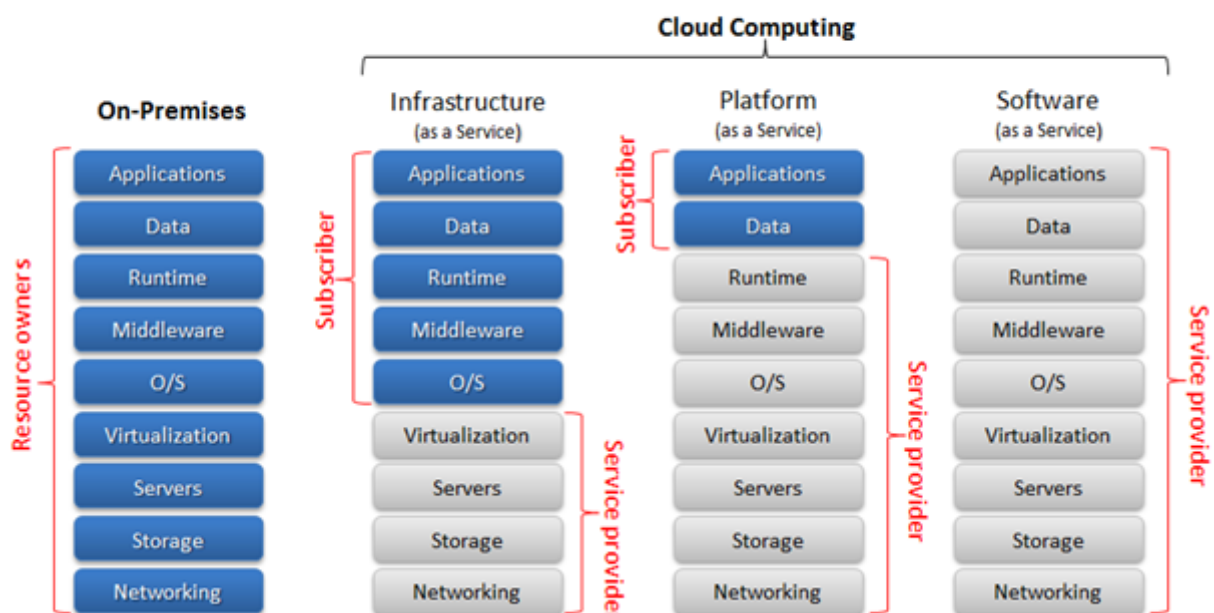 Cloud Computing
On-Premises
Resource owners
Applications
Data
Runtime
Middleware
O/S
Virtualization
Servers
Storage
Networking
Infrastructure
(as a Service)
Subscriber
Applications
Data
Runtime
Middleware
O/S
Virtualization
Servers
Storage
Networking
Service provide
Platform
(as a Service)
Subscriber
Applications
Data
Runtime
Middleware
O/S
Virtualization
Servers
Storage
Networking
Service provider
Software
(as a Service)
Applications
Data
Runtime
Middleware
O/S
Virtualization
Servers
Storage
Networking
Service provider